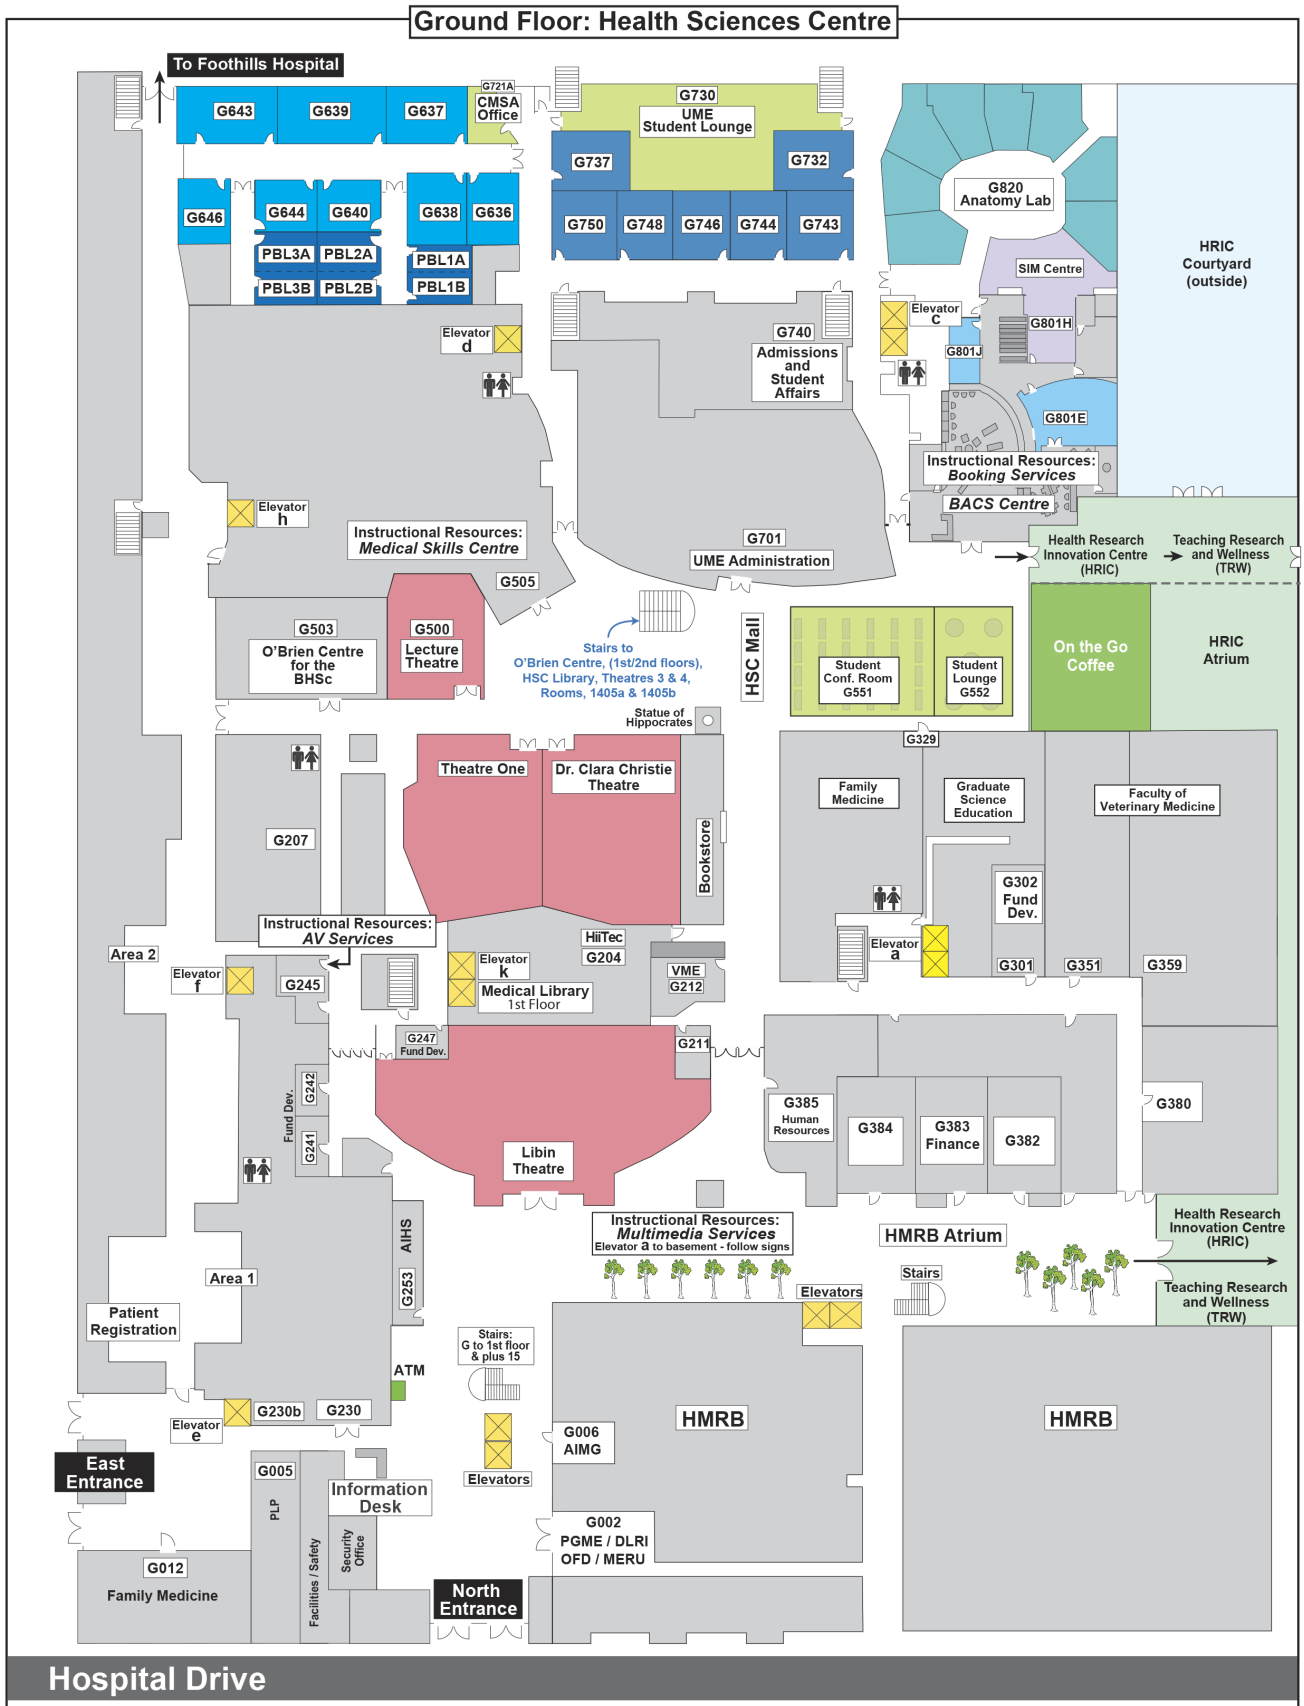 Ground Floor: Health Sciences Centre
To Foothills Hospital
G643
G639
G637
G721A
CMSA
Office
G730
UME
Student Lounge
G737
G732
G646
G644
G640
G638
G636
G750
G748
G746
G744
G743
PBL3A
PBL2A
PBL1A
PBL3B
PBL2B
PBL1B
G820
Anatomy Lab
SIM Centre
HRIC
Courtyard
(outside)
Elevator
d
G740
Admissions
and
Student
Affairs
Elevator
c
G801H
G801J
G801E
Instructional Resources:
Booking Services
BACS Centre
Elevator
h
Instructional Resources:
Medical Skills Centre
G505
G701
UME Administration
Health Research
Innovation Centre
(HRIC)
Teaching Research
and Wellness
(TRW)
G503
O'Brien Centre
for the
BHSc
G500
Lecture
Theatre
Stairs to
O'Brien Centre, (1st/2nd floors),
HSC Library, Theatres 3 & 4,
Rooms, 1405a & 1405b
HSC Mall
Student
Conf. Room
G551
Student
Lounge
G552
On the Go
Coffee
HRIC
Atrium
Statue of
Hippocrates
G329
Theatre One
Dr. Clara Christie
Theatre
Bookstore
Family
Medicine
Graduate
Science
Education
Faculty of
Veterinary Medicine
G207
G302
Fund
Dev.
Instructional Resources:
AV Services
HiiTec
G204
Elevator
a
G301
G351
G359
Area 2
Elevator
f
G245
Elevator
k
Medical Library
1st Floor
VME
G212
G247
Fund Dev.
G211
Fund Dev.
G242
G241
G385
Human
Resources
G384
G383
Finance
G382
G380
Libin
Theatre
AIHS
G253
Instructional Resources:
Multimedia Services
Elevator a to basement - follow signs
HMRB Atrium
Health Research
Innovation Centre
(HRIC)
Teaching Research
and Wellness
(TRW)
Area 1
Stairs
Elevators
Patient
Registration
Stairs:
G to 1st floor
& plus 15
ATM
G230b
G230
Elevator
e
HMRB
HMRB
G006
AIMG
East
Entrance
G005
PLP
Information
Desk
Elevators
G002
PGME / DLRI
OFD / MERU
Facilities / Safety
Security
Office
G012
Family Medicine
North
Entrance
Hospital Drive